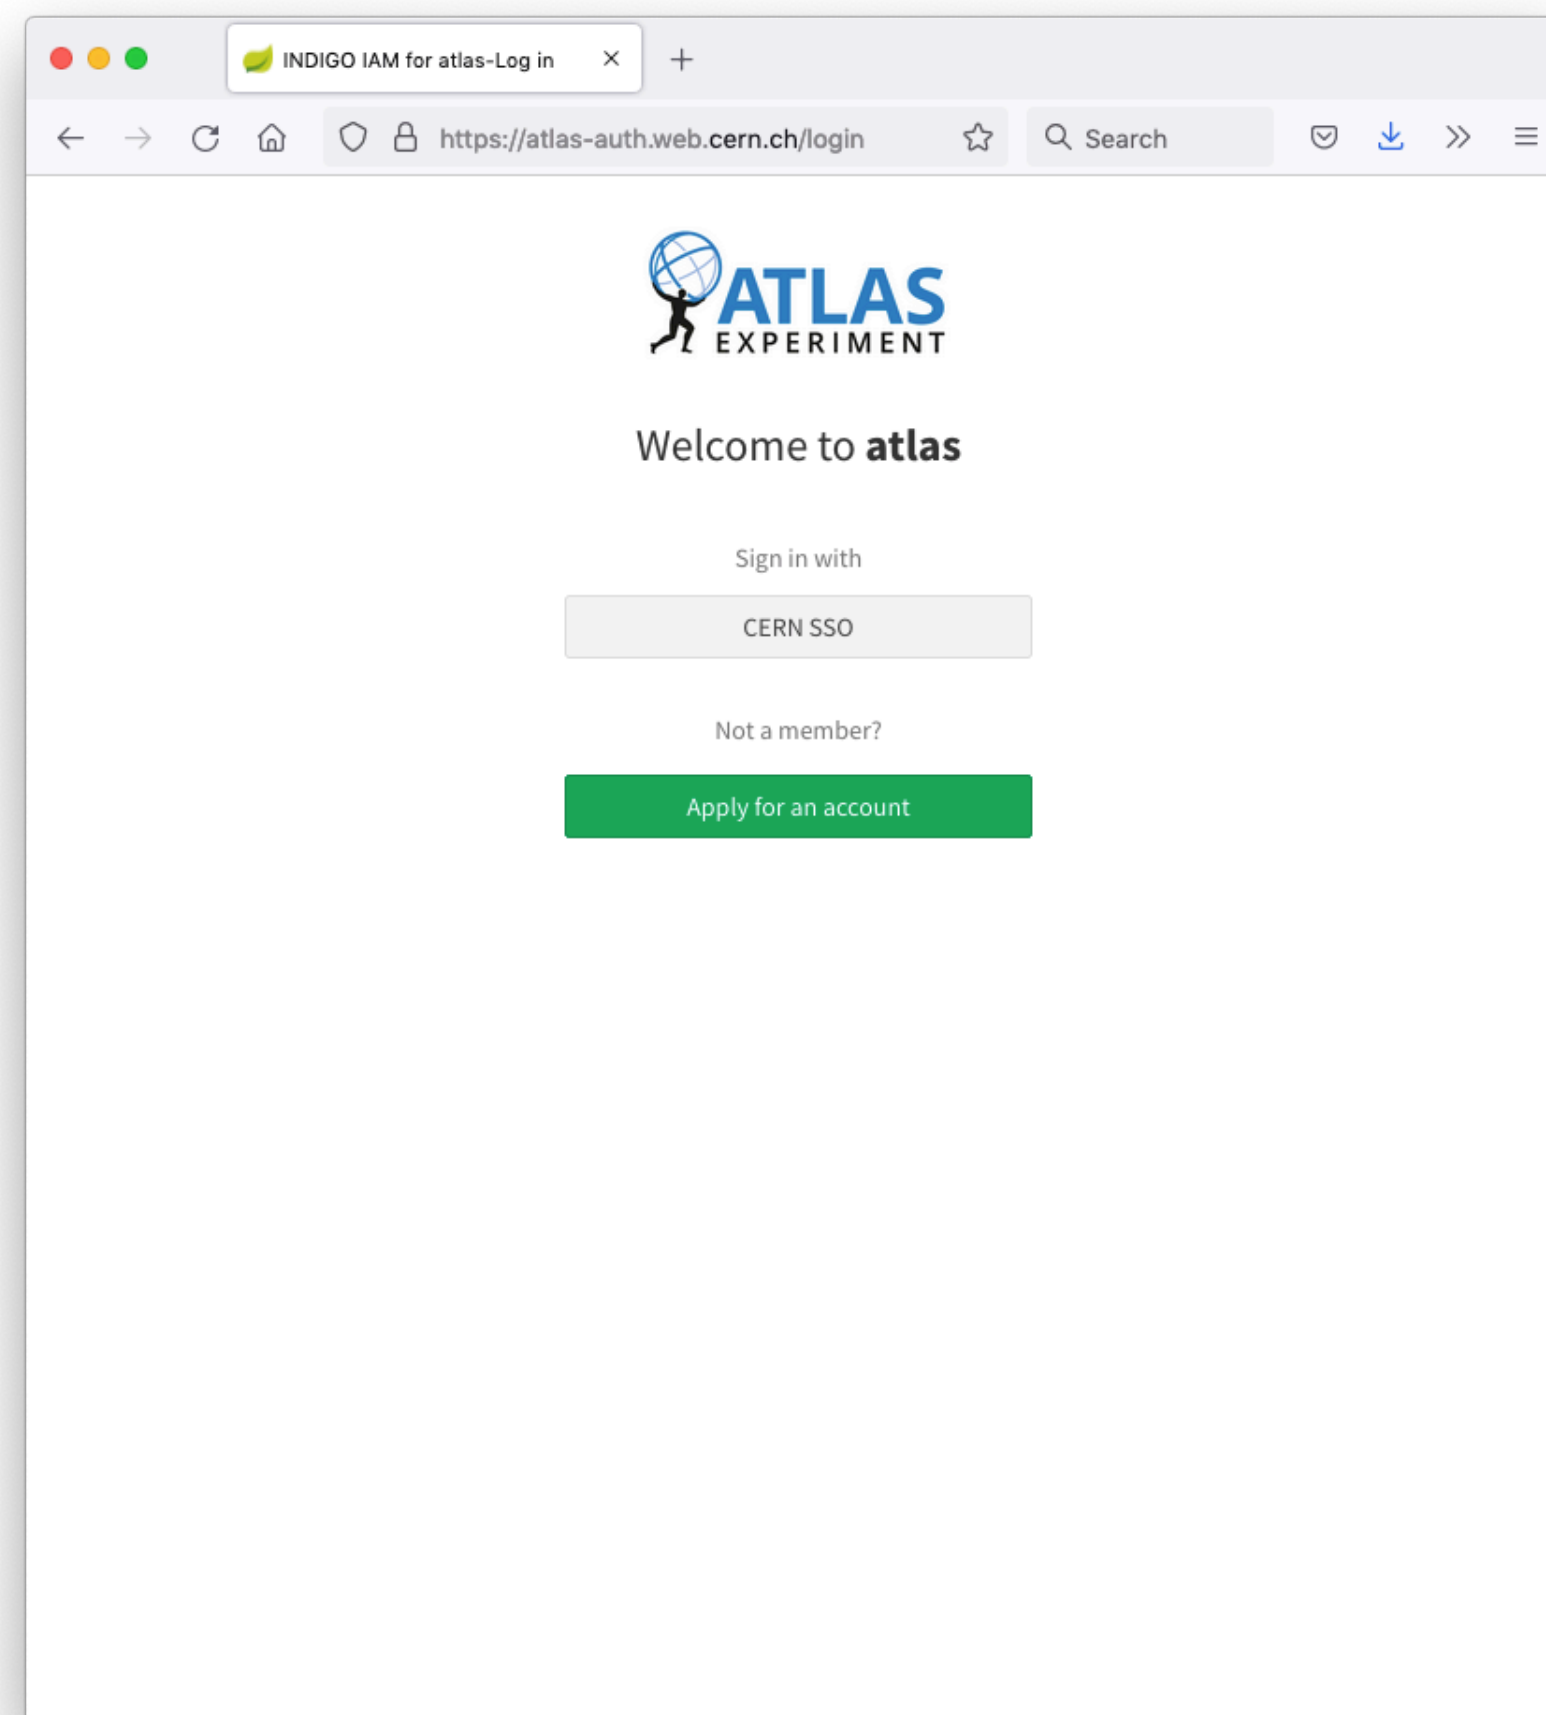 INDIGO IAM for atlas-Log in
https://atlas-auth.web.cern.ch/login
Search
ATLAS
EXPERIMENT
Welcome to atlas
Sign in with
CERN SSO
Not a member?
Apply for an account